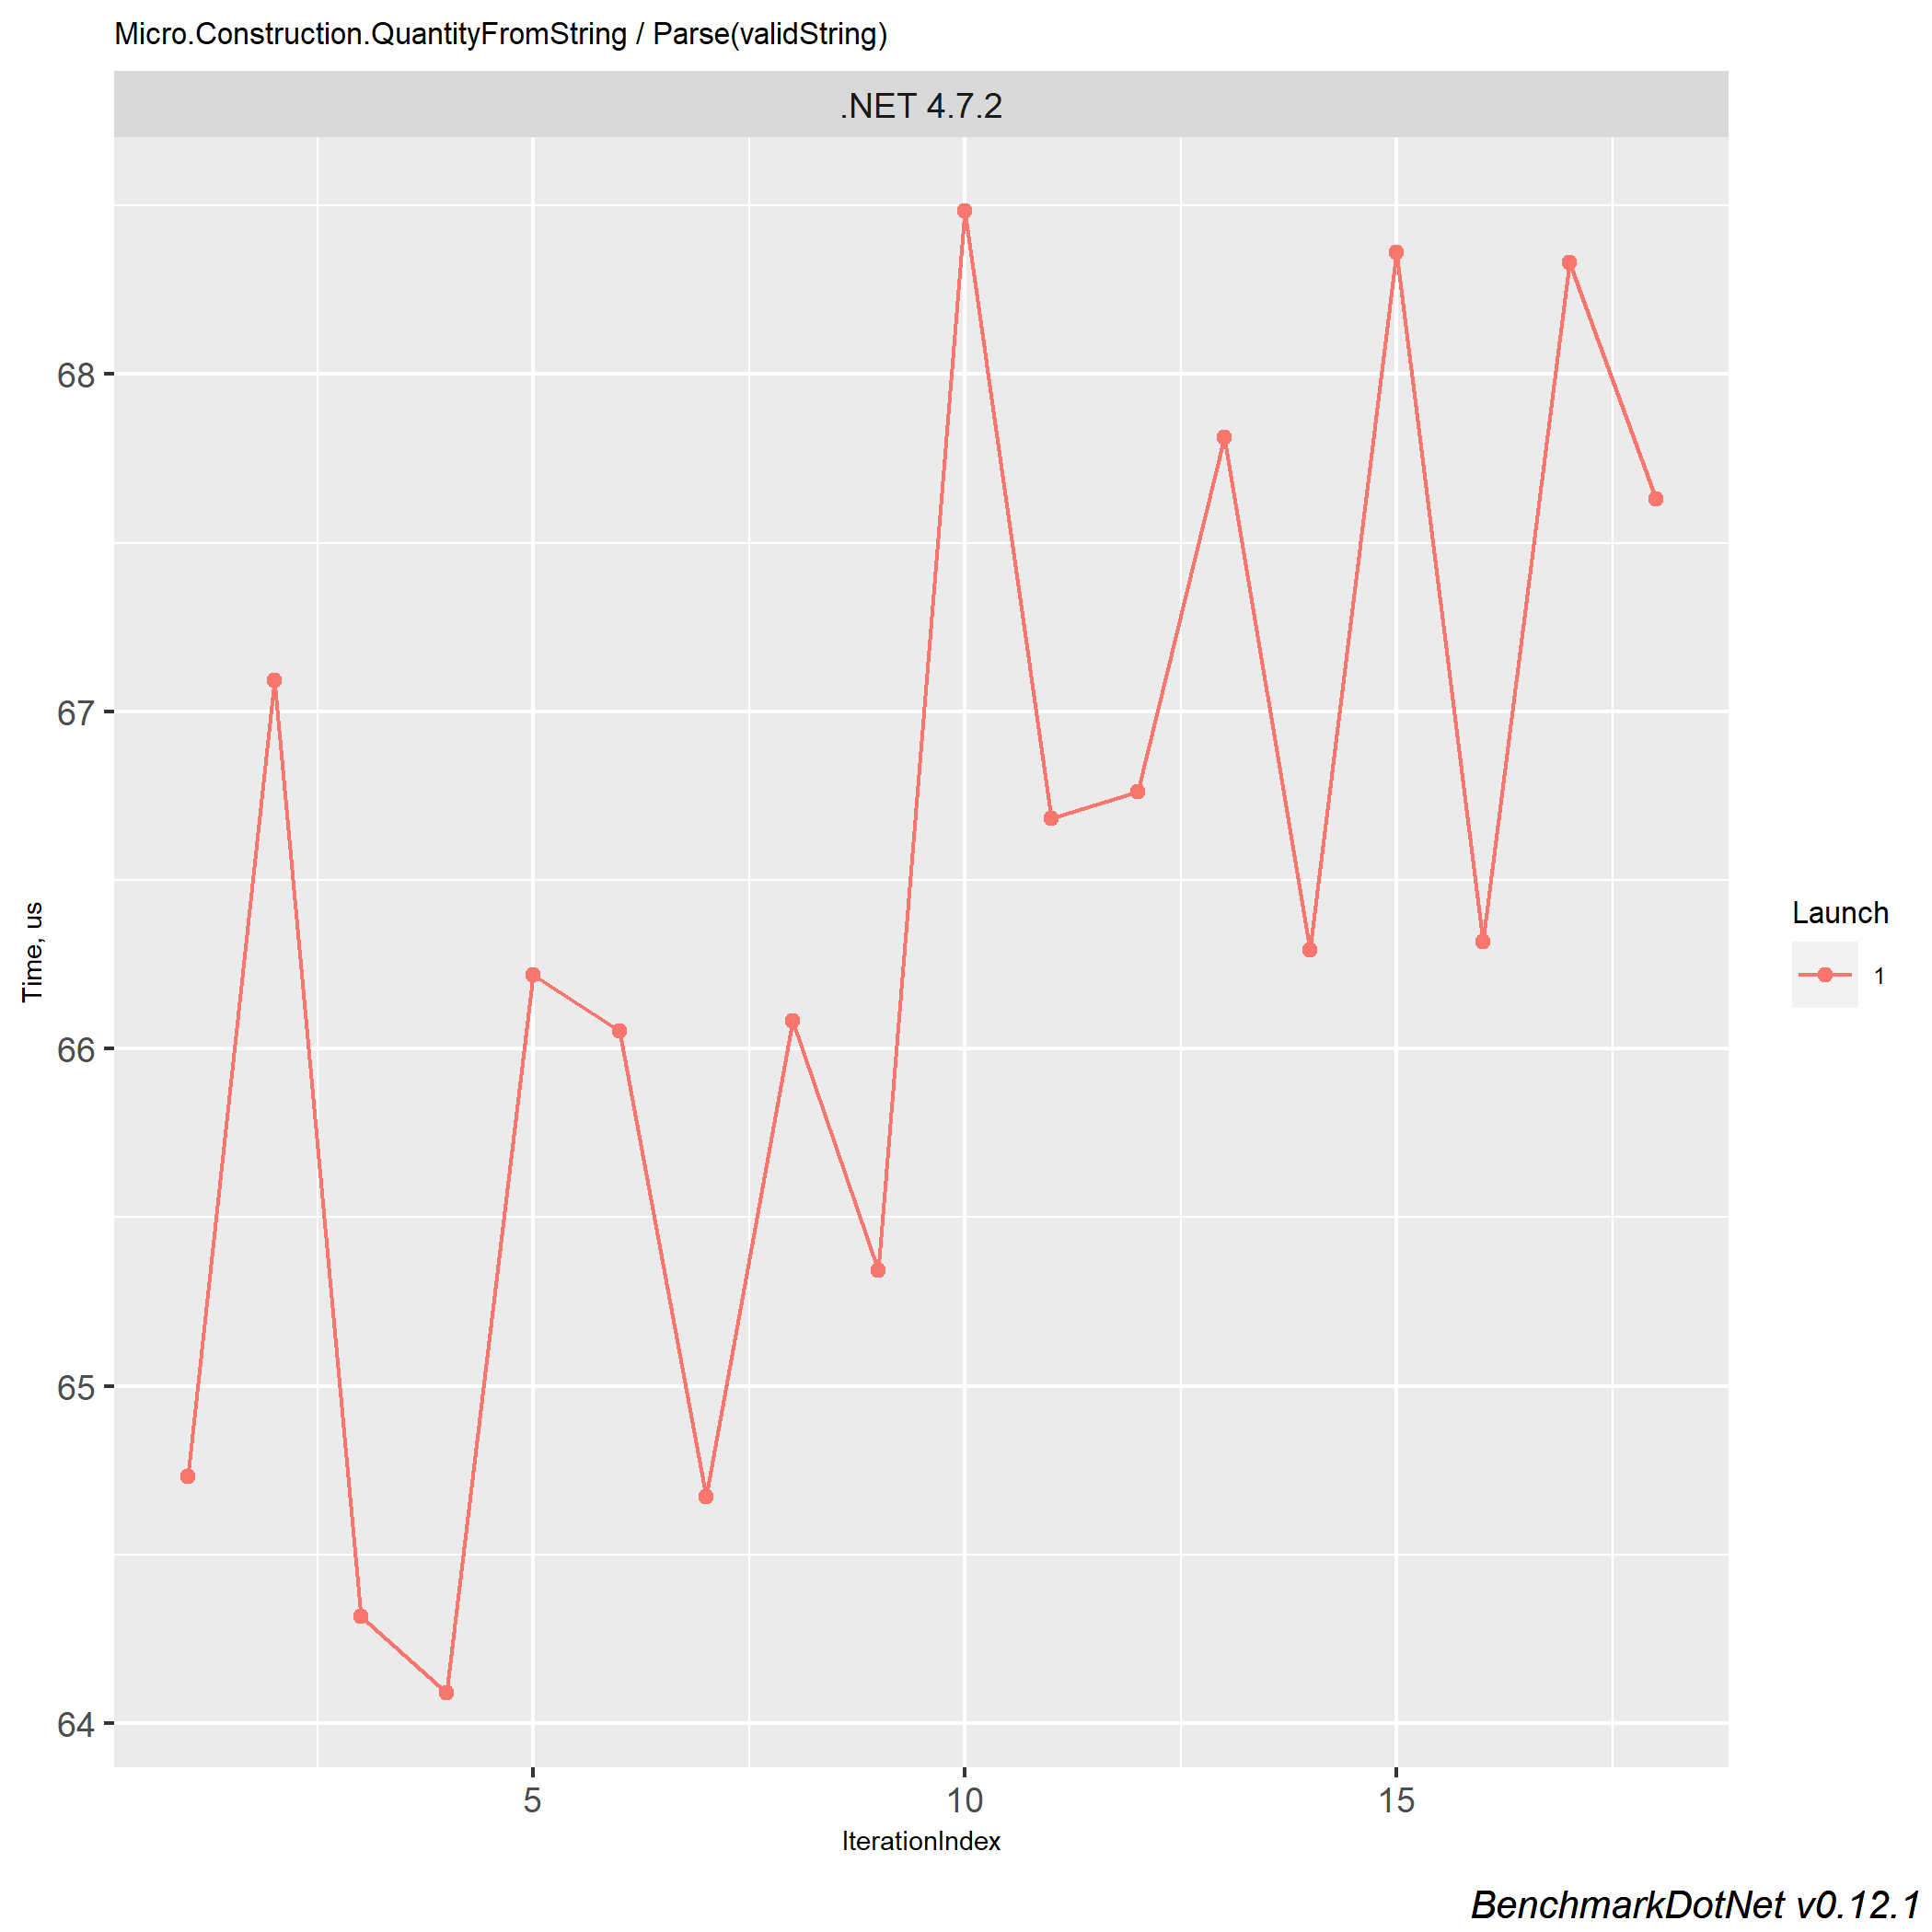 Micro.Construction.QuantityFromString / Parse(validString)
.NET 4.7.2
68
67
66
65
64
Time, us
5 10 15
IterationIndex
Launch
1
BenchmarkDotNet v0.12.1